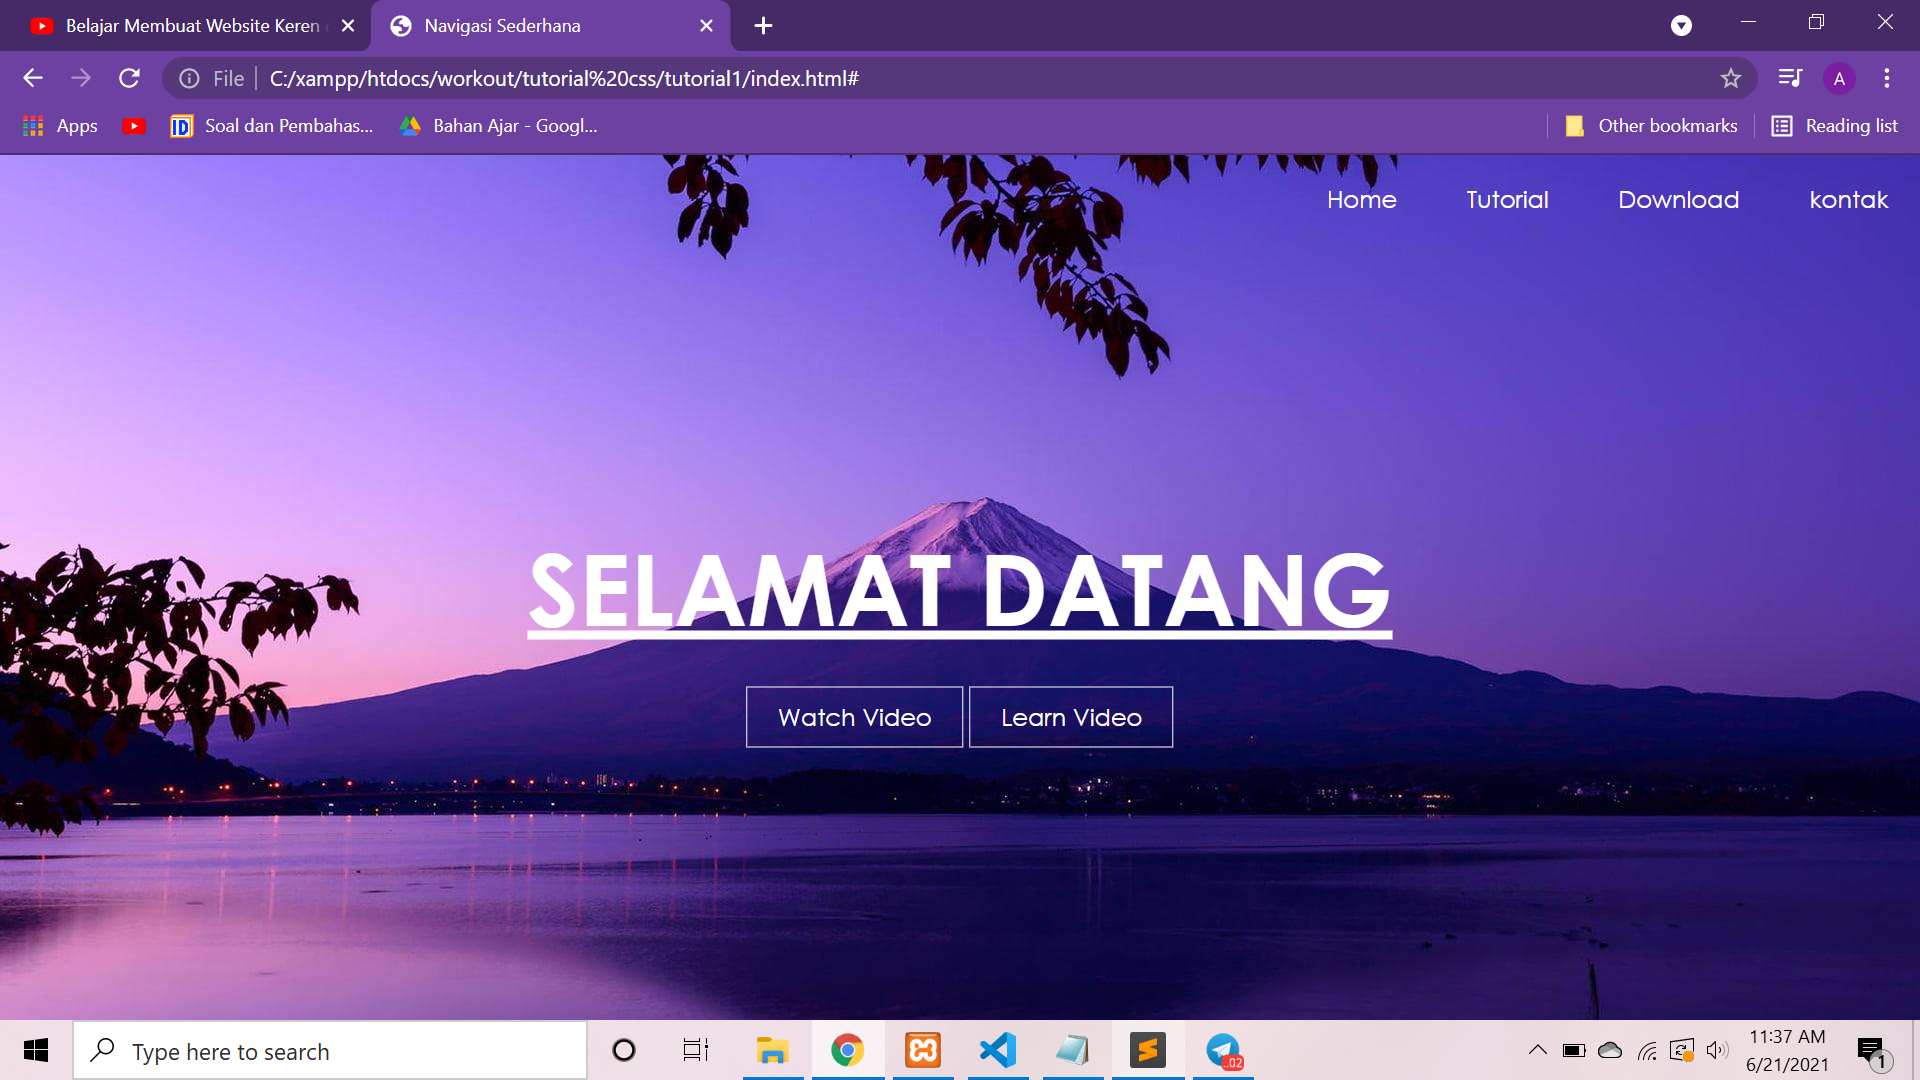 Belajar Membuat Website Keren
Navigasi Sederhana
File
C:/xampp/htdocs/workout/tutorial%20css/tutorial1/index.html#
A
Apps
Soal dan Pembahas...
Bahan Ajar - Googl...
Other bookmarks
Reading list
Home
Tutorial
Download
kontak
SELAMAT DATANG
Watch Video
Learn Video
Type here to search
..02
11:37 AM
6/21/2021
1